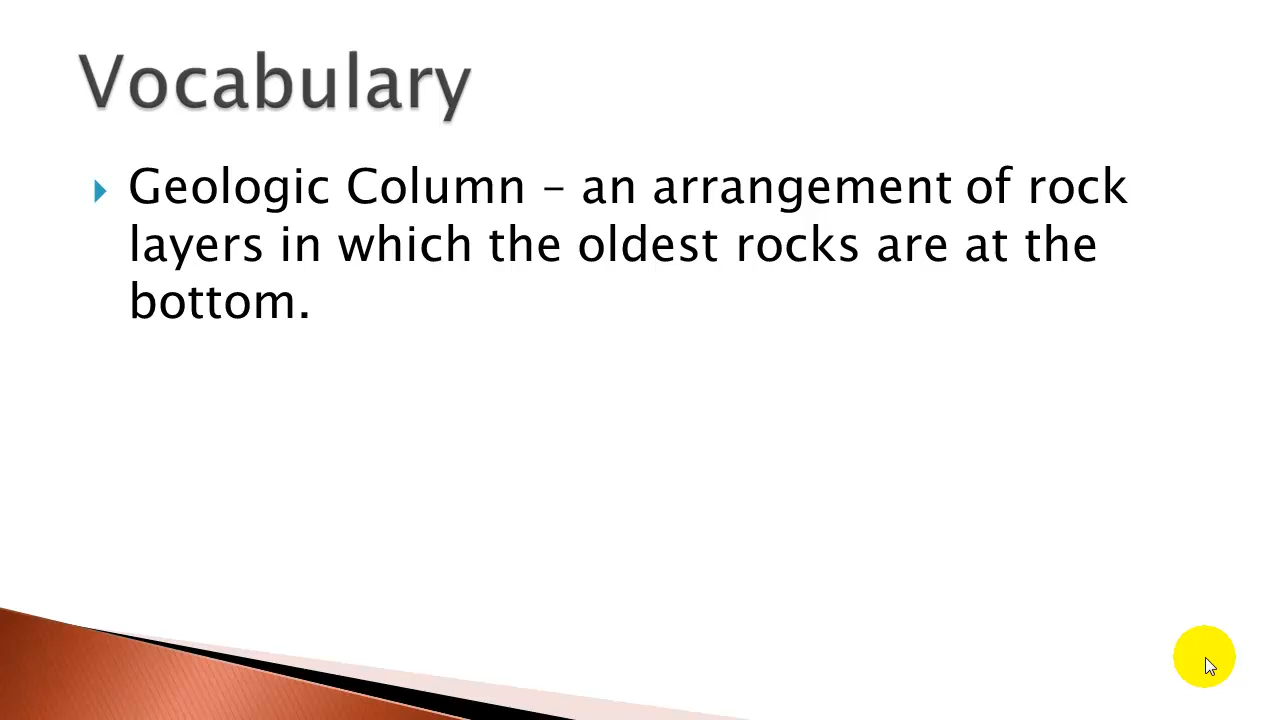 Vocabulary
Geologic Column – an arrangement of rock
layers in which the oldest rocks are at the
bottom.